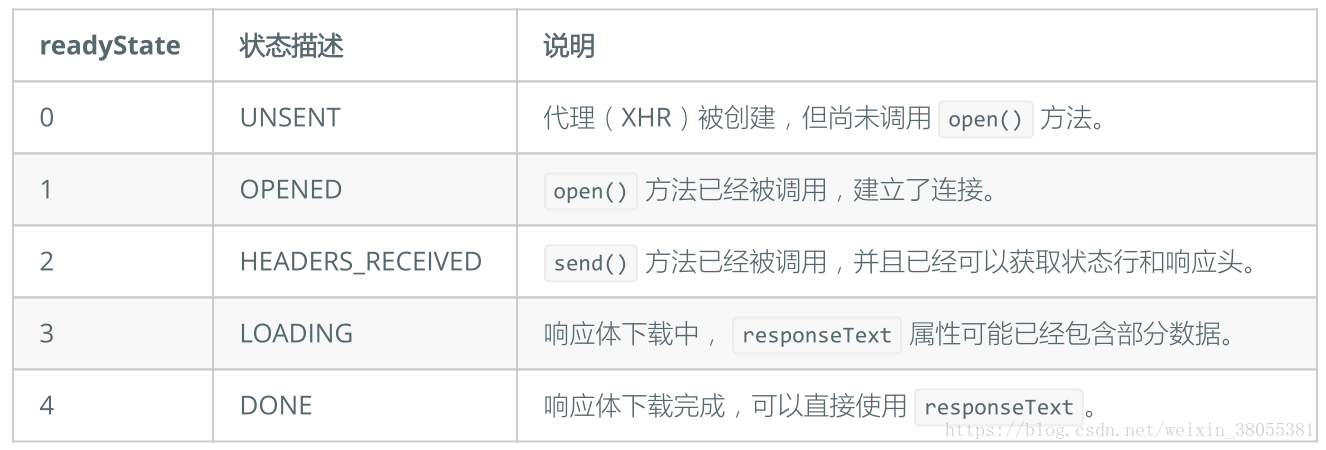 readyState 状态描述 说明
0 UNSENT 代理（XHR）被创建，但尚未调用 open() 方法。
1 OPENED open() 方法已经被调用，建立了连接。
2 HEADERS_RECEIVED send() 方法已经被调用，并且已经可以获取状态行和响应头。
3 LOADING 响应体下载中， responseText 属性可能已经包含部分数据。
4 DONE 响应体下载完成，可以直接使用 responseText 。
https://blog.csdn.net/weixin_38055381